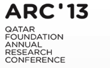 ARC'13
QATAR
FOUNDATION
ANNUAL
RESEARCH
CONFERENCE